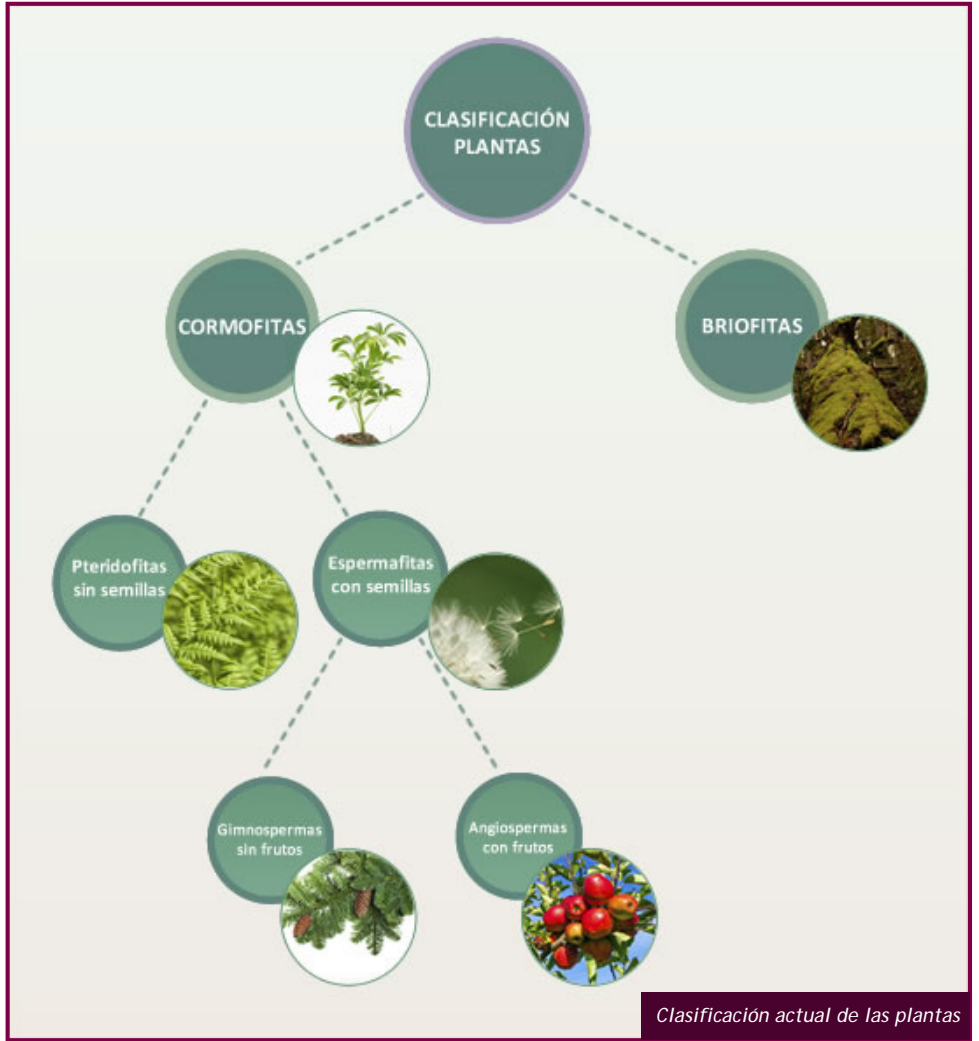 CLASIFICACIÓN
PLANTAS
CORMOFITAS
BRIOFITAS
Pteridofitas
sin semillas
Espermafitas
con semillas
Gimnospermas
sin frutos
Angiospermas
con frutos
Clasificación actual de las plantas